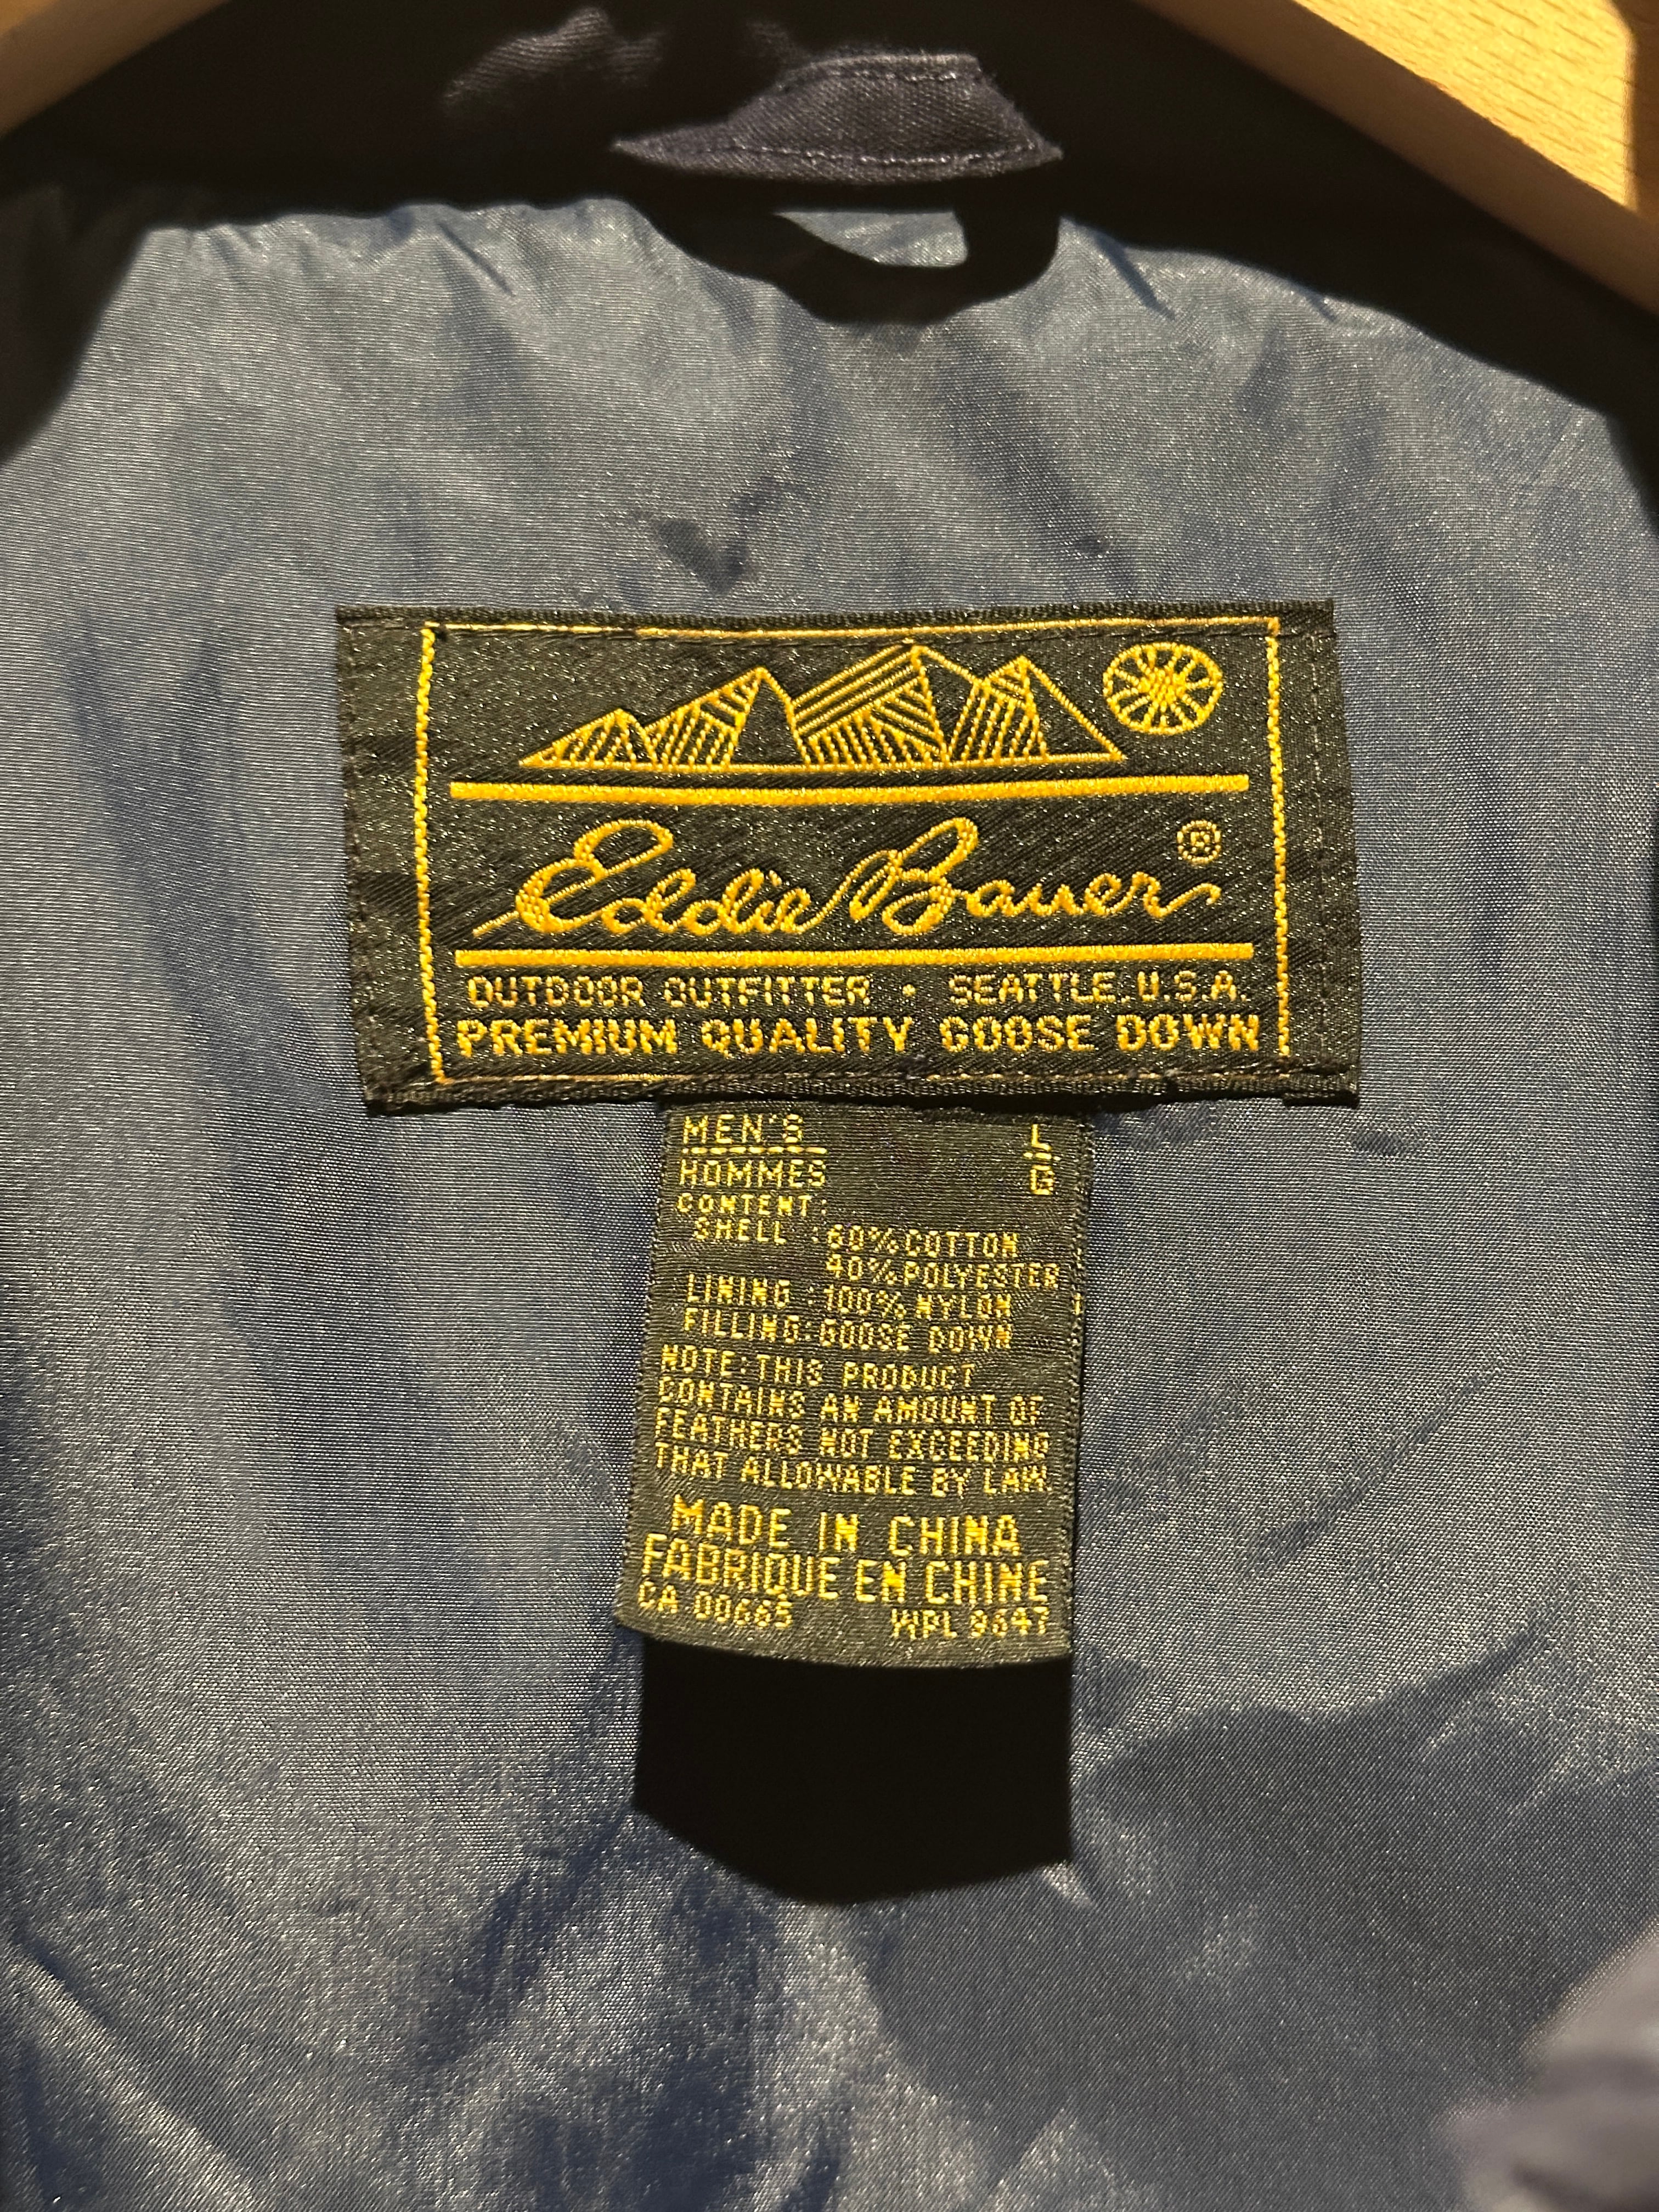 Eddie Bauer ®
OUTDOOR OUTFITTER • SEATTLE, U.S.A.
PREMIUM QUALITY GOOSE DOWN
MEN'S L
HOMMES G
CONTENT:
SHELL : 60% COTTON
40% POLYESTER
LINING : 100% NYLON
FILLING: GOOSE DOWN
NOTE: THIS PRODUCT
CONTAINS AN AMOUNT OF
FEATHERS NOT EXCEEDING
THAT ALLOWABLE BY LAW.
MADE IN CHINA
FABRIQUE EN CHINE
CA 00665 WPL 9647